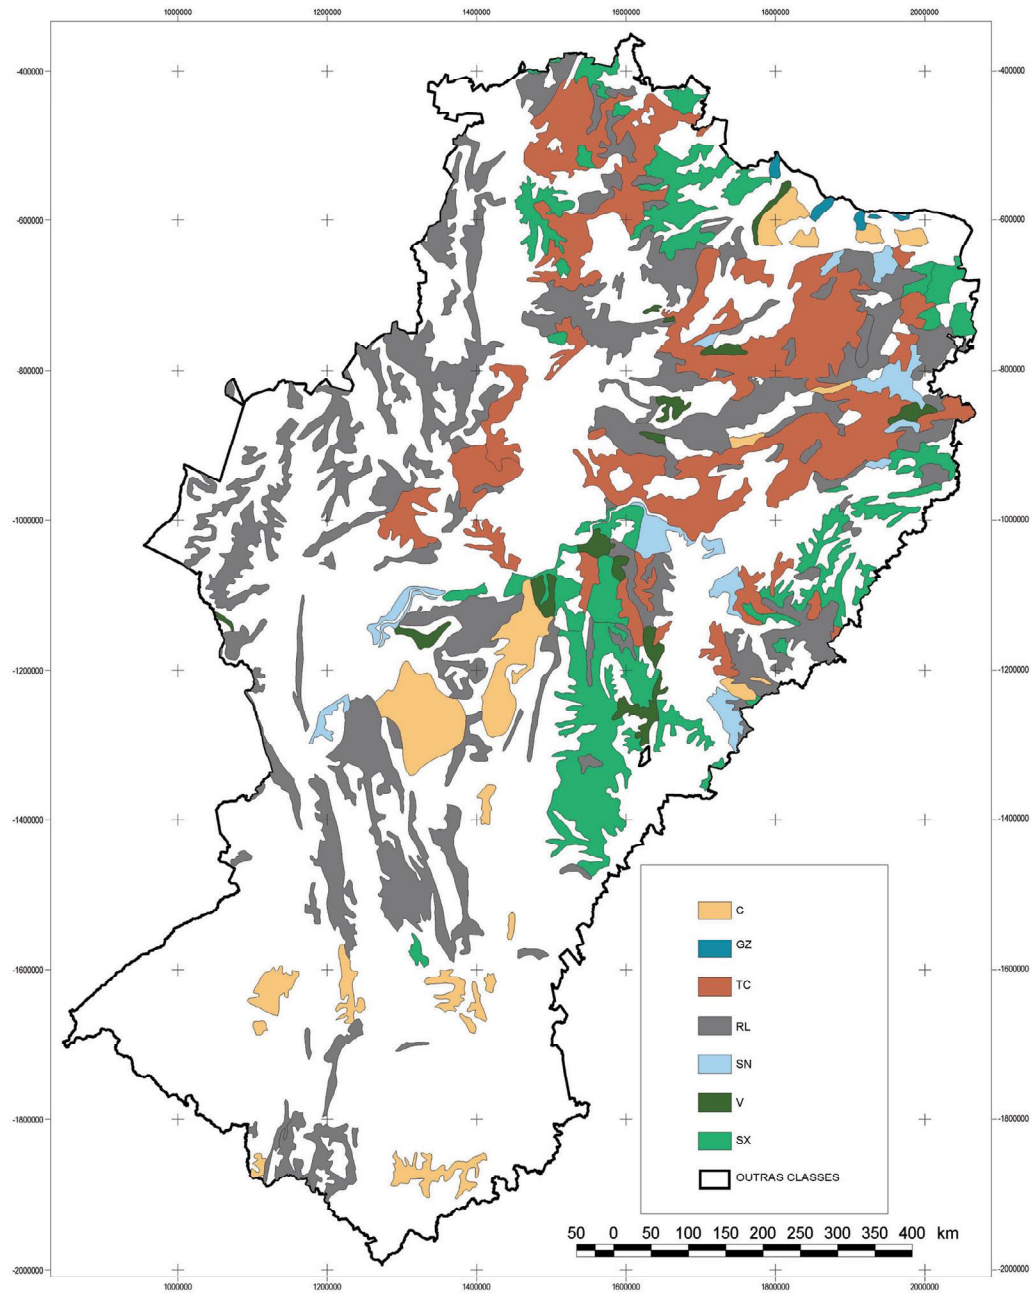 1000000 1200000 1400000 1600000 1800000 2000000
-400000 -400000
-600000 -600000
-800000 -800000
-1000000 -1000000
-1200000 -1200000
-1400000 -1400000
C
GZ
-1600000 -1600000
TC
RL
SN
V
-1800000 -1800000
SX
OUTRAS CLASSES
50 0 50 100 150 200 250 300 350 400 km
-2000000 -2000000
1000000 1200000 1400000 1600000 1800000 2000000